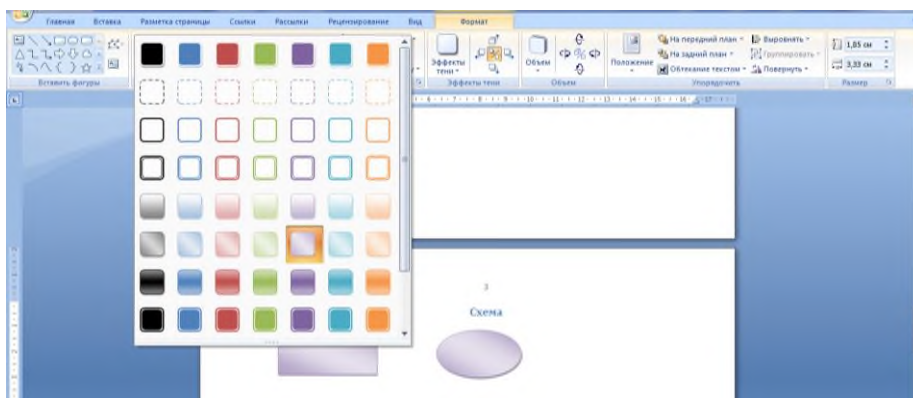 Главная Вставка Разметка страницы Ссылки Рассылки Рецензирование Вид Формат
Эффекты тени
Объем
Положение
На передний план
На задний план
Обтекание текстом
Выровнять
Группировать
Повернуть
1,85 см
3,33 см
Вставить фигуры Эффекты тени Объем Упорядочить Размер
3
Схема